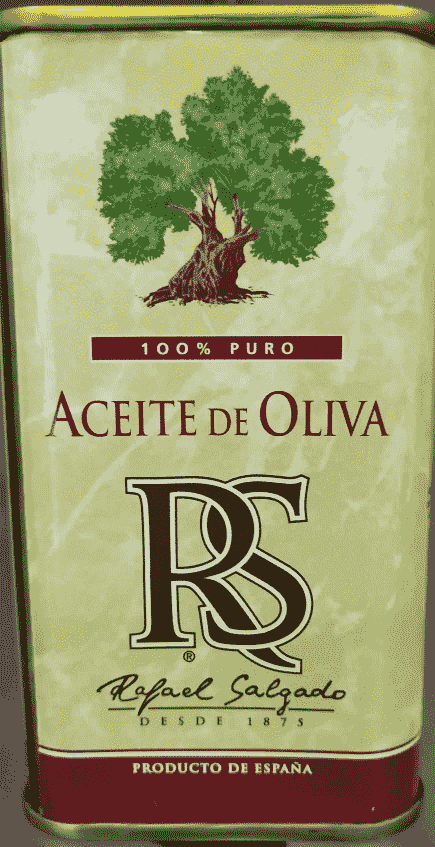 100% PURO
ACEITE DE OLIVA
RS
®
Rafael Salgado
DESDE 1875
PRODUCTO DE ESPAÑA